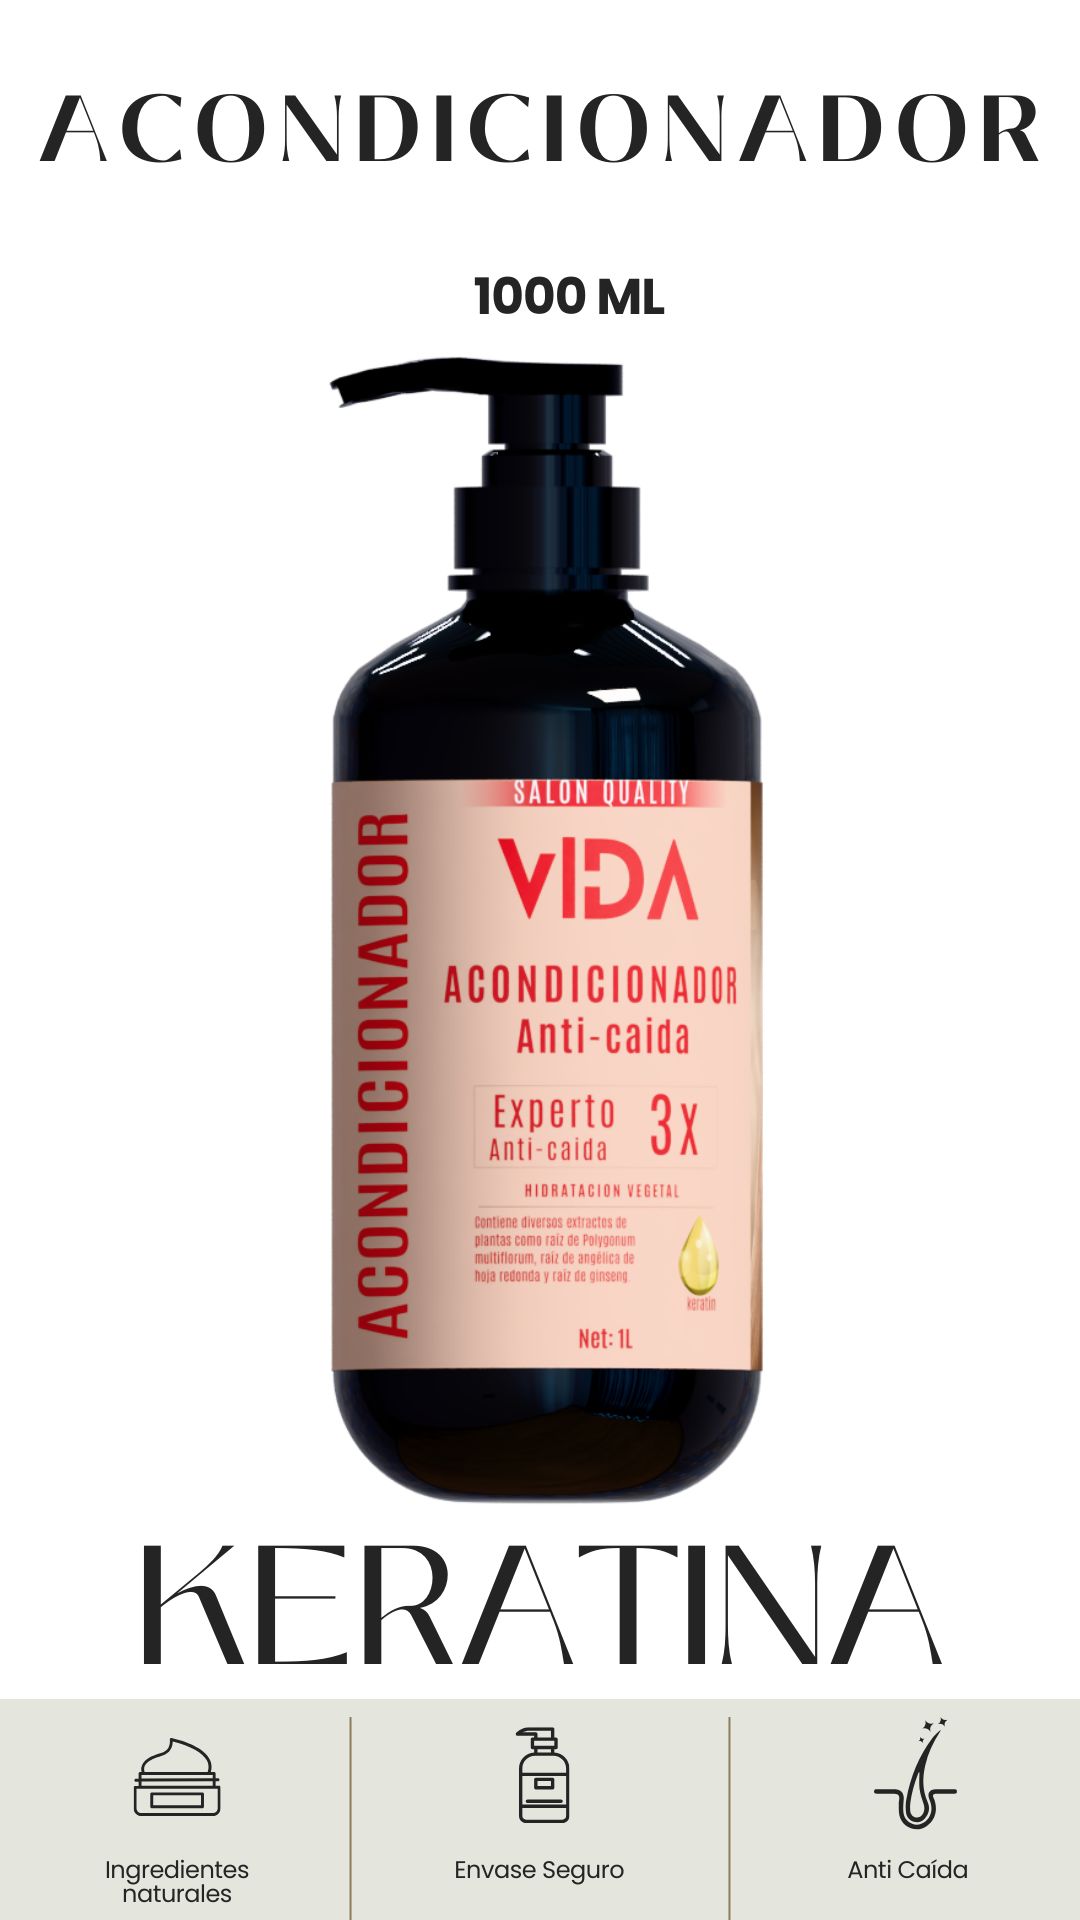 ACONDICIONADOR
1000 ML
SALON QUALITY
VIDA
ACONDICIONADOR
ACONDICIONADOR
Anti-caida
Experto
Anti-caida
3x
HIDRATACION VEGETAL
Contiene diversos extractos de
plantas como raíz de Polygonum
multiflorum, raíz de angélica de
hoja redonda y raíz de ginseng.
keratin
Net: 1L
KERATINA
Ingredientes
naturales
Envase Seguro
Anti Caída